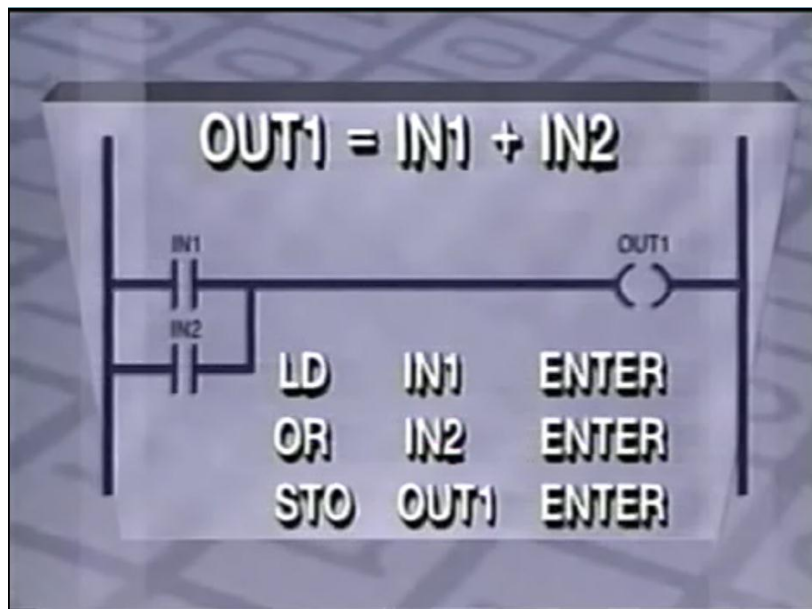 OUT1 = IN1 + IN2
IN1 OUT1
IN2
LD IN1 ENTER
OR IN2 ENTER
STO OUT1 ENTER